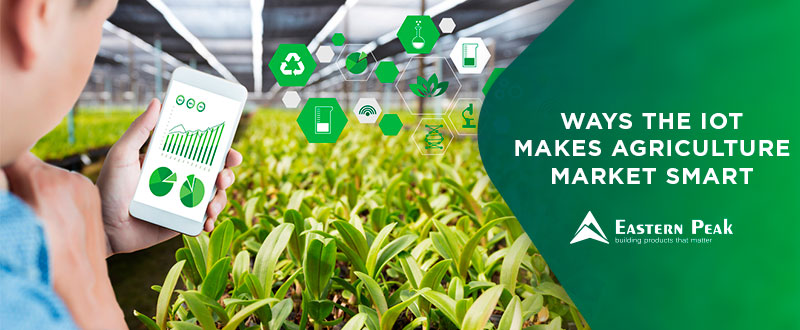 WAYS THE IOT
MAKES AGRICULTURE
MARKET SMART
EASTERN PEAK
building products that matter